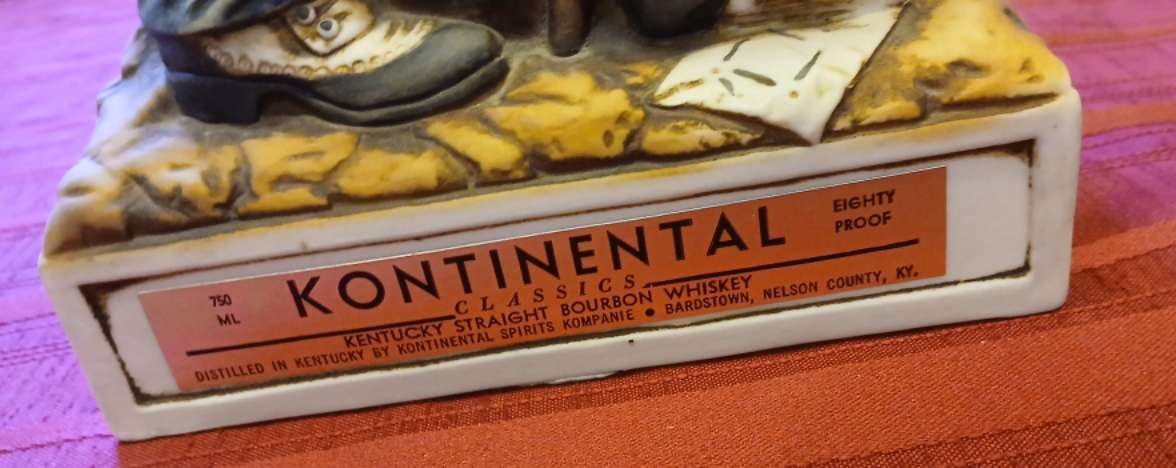 750
ML
KONTINENTAL
EIGHTY
PROOF
CLASSICS
KENTUCKY STRAIGHT BOURBON WHISKEY
DISTILLED IN KENTUCKY BY KONTINENTAL SPIRITS KOMPANIE • BARDSTOWN, NELSON COUNTY, KY.